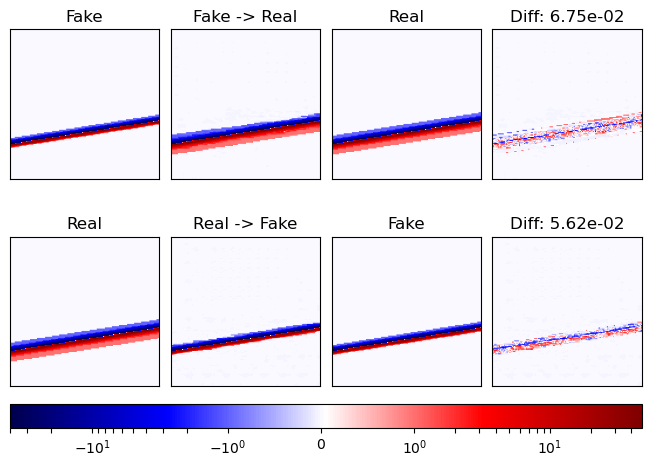 Fake Fake -> Real Real Diff: 6.75e-02
Real Real -> Fake Fake Diff: 5.62e-02
−10¹ −10⁰ 0 10⁰ 10¹